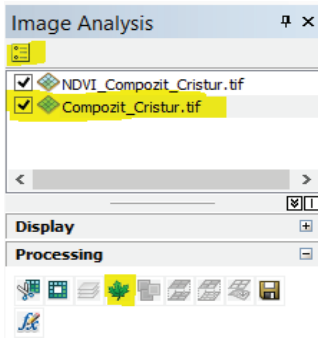 Image Analysis
NDVI_Compozit_Cristur.tif
Compozit_Cristur.tif
Display
Processing